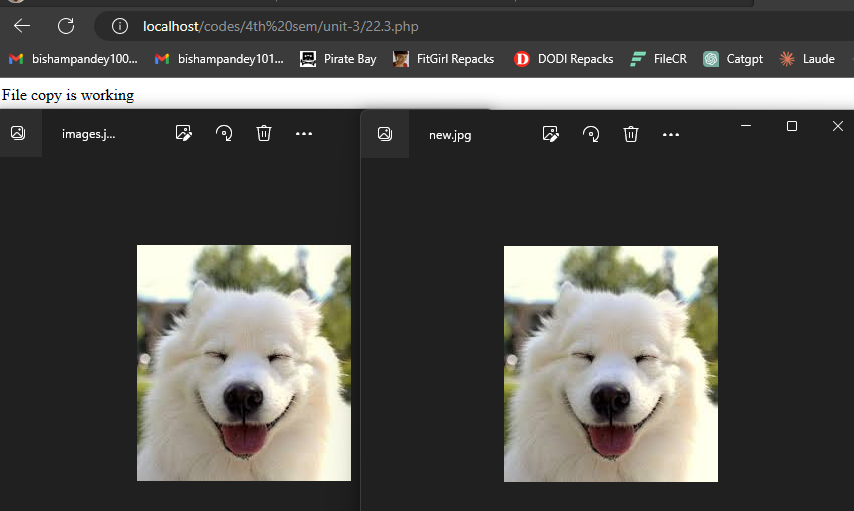 localhost/codes/4th%20sem/unit-3/22.3.php
bishampandey100... bishampandey101... Pirate Bay FitGirl Repacks DODI Repacks FileCR Catgpt Laude
File copy is working
images.j... new.jpg